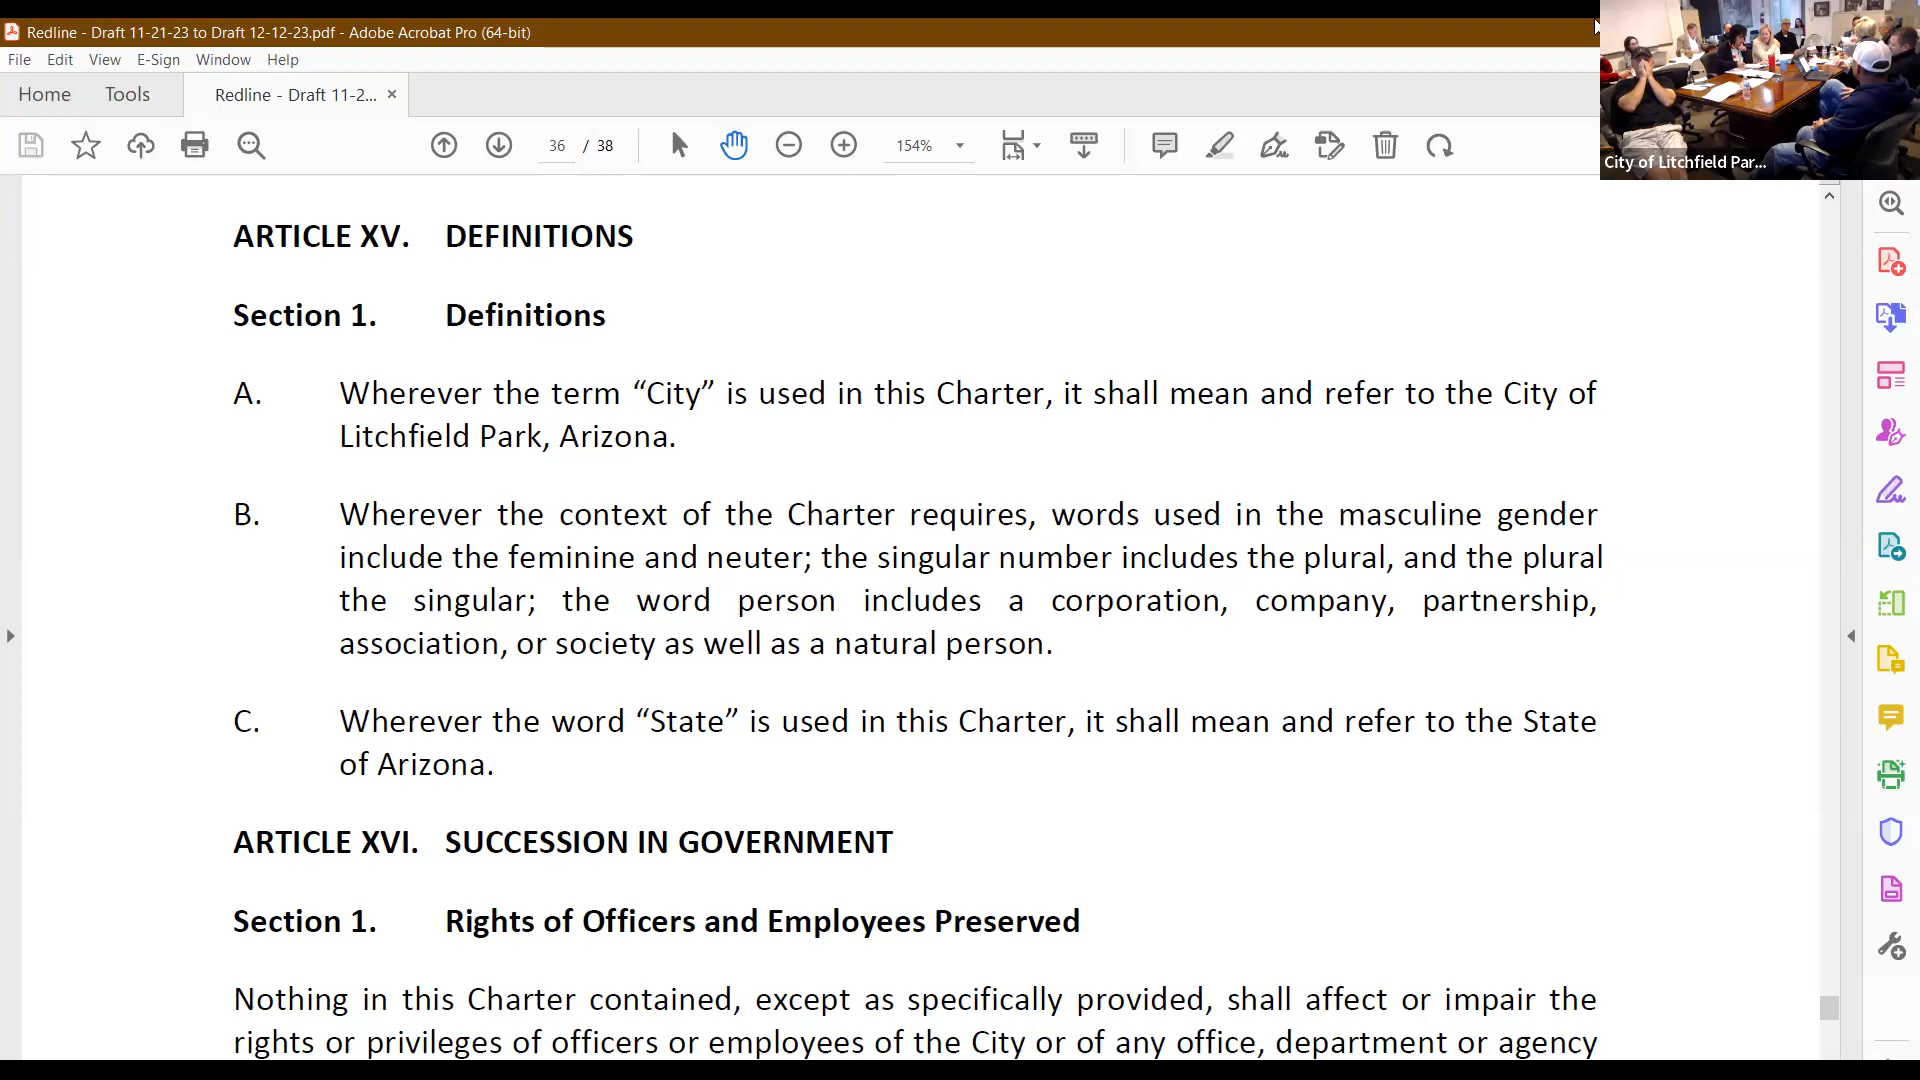 Redline - Draft 11-21-23 to Draft 12-12-23.pdf - Adobe Acrobat Pro (64-bit)
File Edit View E-Sign Window Help
Home Tools Redline - Draft 11-2... ×
36 / 38 154%
City of Litchfield Par...
ARTICLE XV. DEFINITIONS
Section 1. Definitions
A. Wherever the term “City” is used in this Charter, it shall mean and refer to the City of
Litchfield Park, Arizona.
B. Wherever the context of the Charter requires, words used in the masculine gender
include the feminine and neuter; the singular number includes the plural, and the plural
the singular; the word person includes a corporation, company, partnership,
association, or society as well as a natural person.
C. Wherever the word “State” is used in this Charter, it shall mean and refer to the State
of Arizona.
ARTICLE XVI. SUCCESSION IN GOVERNMENT
Section 1. Rights of Officers and Employees Preserved
Nothing in this Charter contained, except as specifically provided, shall affect or impair the
rights or privileges of officers or employees of the City or of any office, department or agency